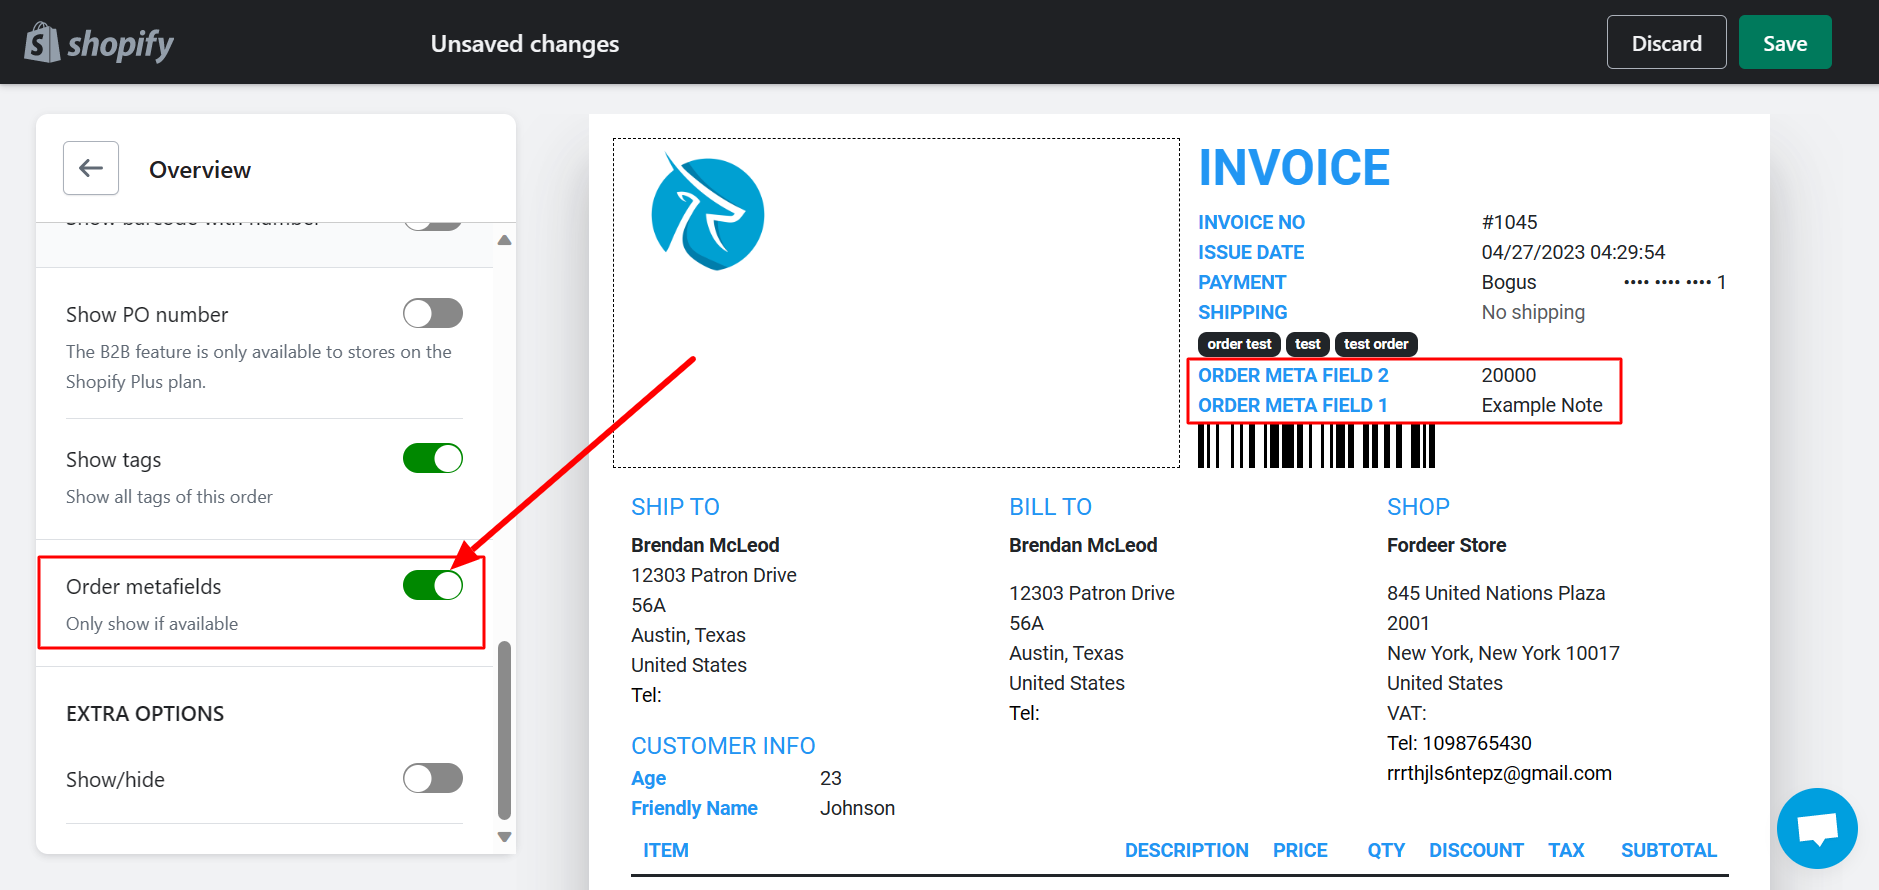 shopify
Unsaved changes
Discard
Save
Overview
Show barcode with number
Show PO number
The B2B feature is only available to stores on the
Shopify Plus plan.
Show tags
Show all tags of this order
Order metafields
Only show if available
EXTRA OPTIONS
Show/hide
INVOICE
INVOICE NO #1045
ISSUE DATE 04/27/2023 04:29:54
PAYMENT Bogus •••• •••• •••• 1
SHIPPING No shipping
order test test test order
ORDER META FIELD 2 20000
ORDER META FIELD 1 Example Note
SHIP TO
Brendan McLeod
12303 Patron Drive
56A
Austin, Texas
United States
Tel:
BILL TO
Brendan McLeod
12303 Patron Drive
56A
Austin, Texas
United States
Tel:
SHOP
Fordeer Store
845 United Nations Plaza
2001
New York, New York 10017
United States
VAT:
Tel: 1098765430
rrrthjls6ntepz@gmail.com
CUSTOMER INFO
Age 23
Friendly Name Johnson
ITEM DESCRIPTION PRICE QTY DISCOUNT TAX SUBTOTAL